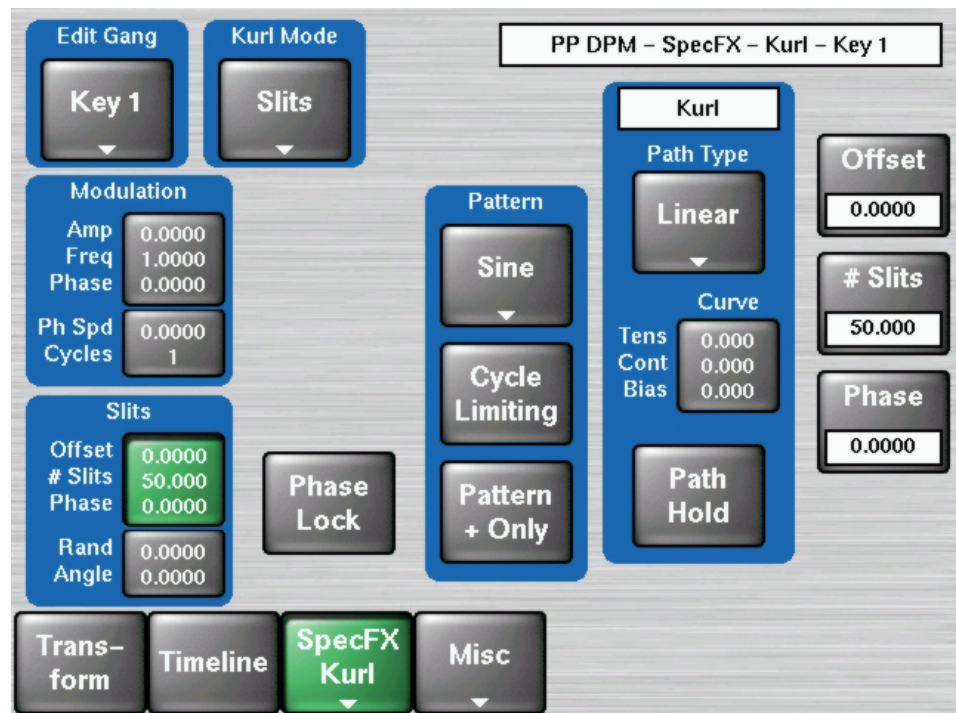 Edit Gang
Key 1
Kurl Mode
Slits
PP DPM – SpecFX – Kurl – Key 1
Modulation
Amp 0.0000
Freq 1.0000
Phase 0.0000
Ph Spd 0.0000
Cycles 1
Slits
Offset 0.0000
# Slits 50.000
Phase 0.0000
Rand 0.0000
Angle 0.0000
Phase
Lock
Pattern
Sine
Cycle
Limiting
Pattern
+ Only
Kurl
Path Type
Linear
Curve
Tens 0.000
Cont 0.000
Bias 0.000
Path
Hold
Offset
0.0000
# Slits
50.000
Phase
0.0000
Trans–
form
Timeline
SpecFX
Kurl
Misc